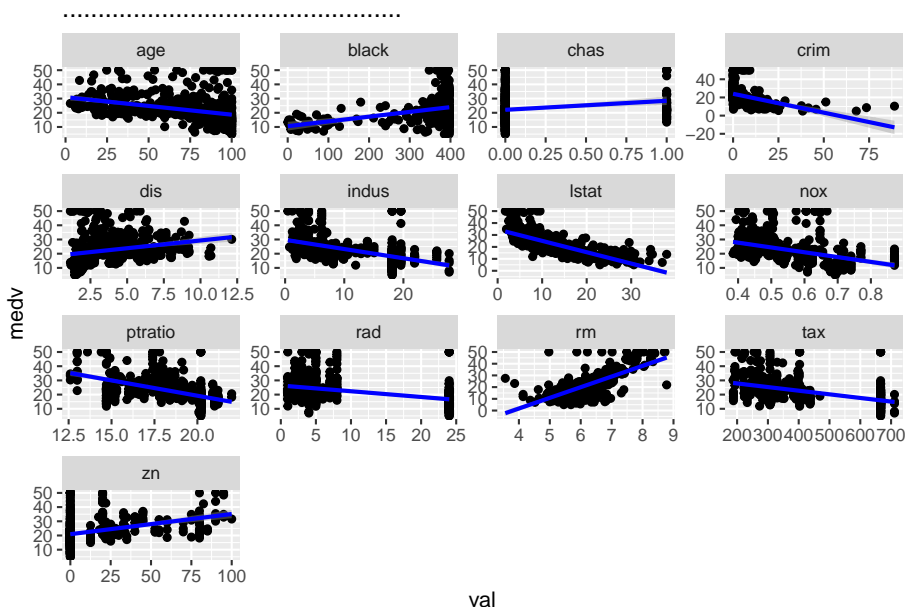 age black chas crim
50 50 50
40 40 40 40
30 30 30 20
20 20 20 0
10 10 10 −20
0 25 50 75 100 0 100 200 300 400 0.00 0.25 0.50 0.75 1.00 0 25 50 75
dis indus lstat nox
50 50 50 50
40 40 40 40
30 30 30 30
20 20 20 20
10 10 10 10
0
2.5 5.0 7.5 10.0 12.5 0 10 20 0 10 20 30 0.4 0.5 0.6 0.7 0.8
medv
ptratio rad rm tax
50 50 50 50
40 40 40 40
30 30 30 30
20 20 20 20
10 10 10 10
0
12.5 15.0 17.5 20.0 0 5 10 15 20 25 4 5 6 7 8 9 200 300 400 500 600 700
zn
50
40
30
20
10
0 25 50 75 100
val